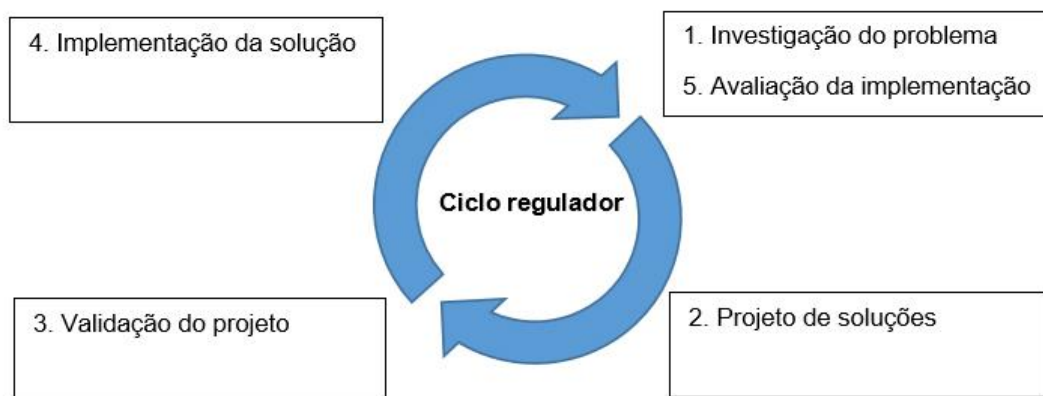 4. Implementação da solução
1. Investigação do problema
5. Avaliação da implementação
Ciclo regulador
3. Validação do projeto
2. Projeto de soluções